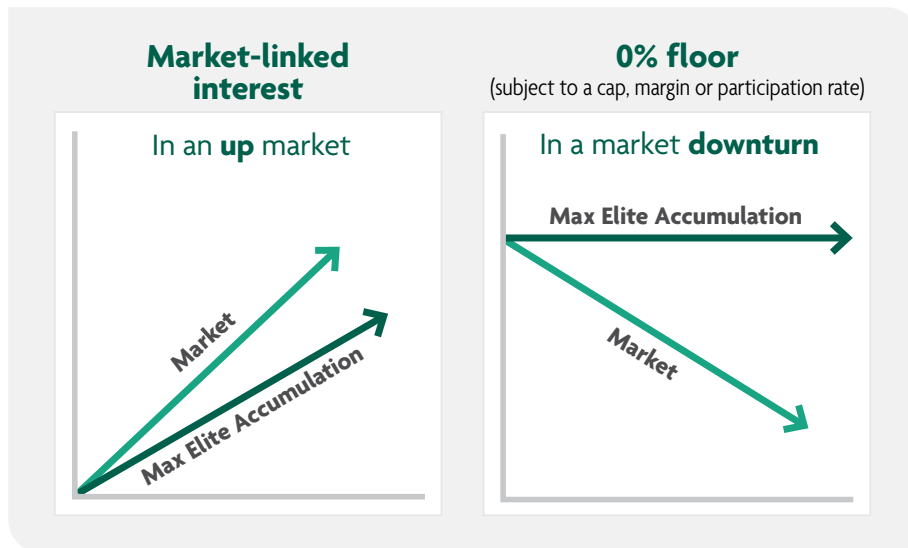 Market-linked
interest
In an up market
Market
Max Elite Accumulation
0% floor
(subject to a cap, margin or participation rate)
In a market downturn
Max Elite Accumulation
Market